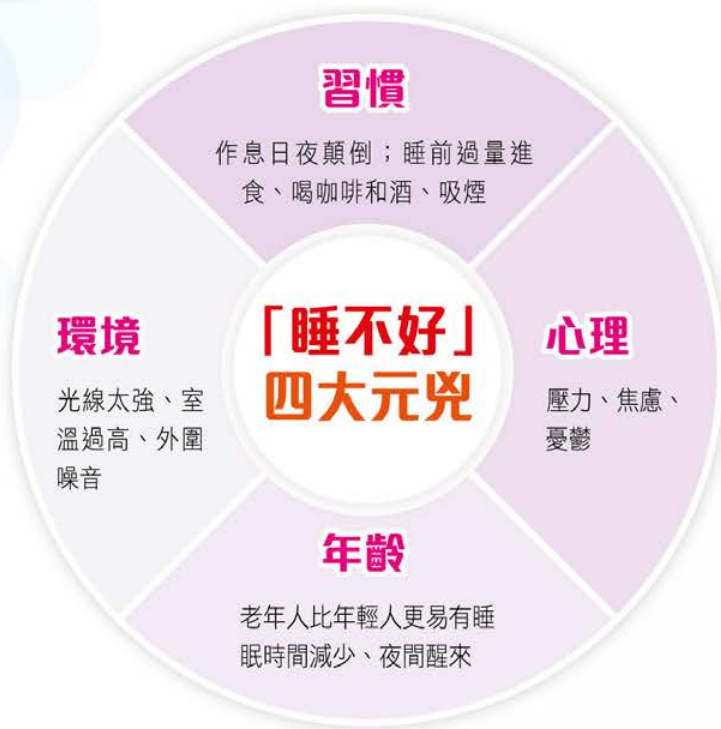 習慣
作息日夜顛倒；睡前過量進
食、喝咖啡和酒、吸煙
「睡不好」
四大元兇
環境
光線太強、室
溫過高、外圍
噪音
心理
壓力、焦慮、
憂鬱
年齡
老年人比年輕人更易有睡
眠時間減少、夜間醒來